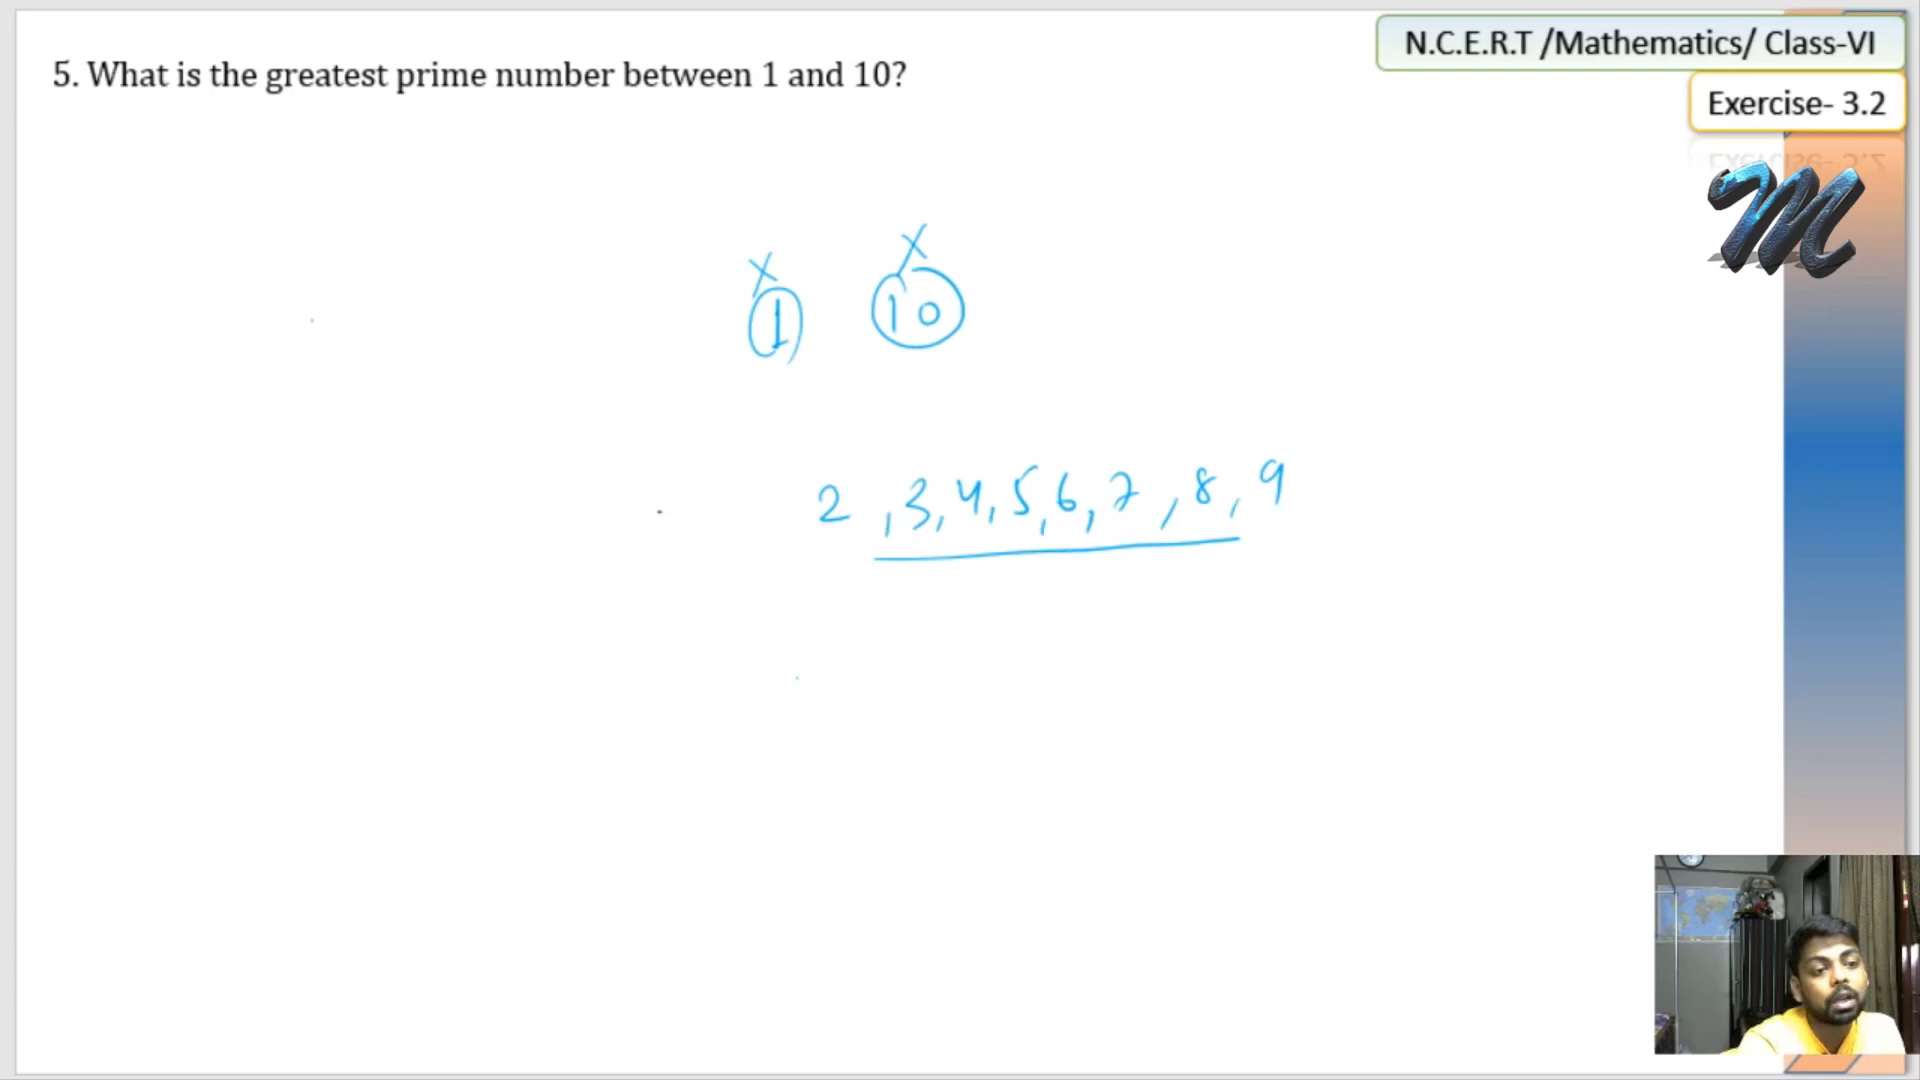 N.C.E.R.T /Mathematics/ Class-VI
5. What is the greatest prime number between 1 and 10?
Exercise- 3.2
M
X X
1 10
2 , 3, 4, 5, 6, 7 , 8, 9